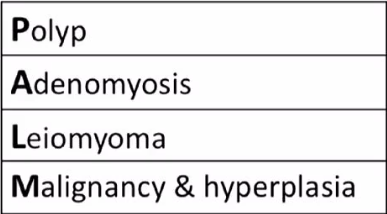 Polyp
Adenomyosis
Leiomyoma
Malignancy & hyperplasia